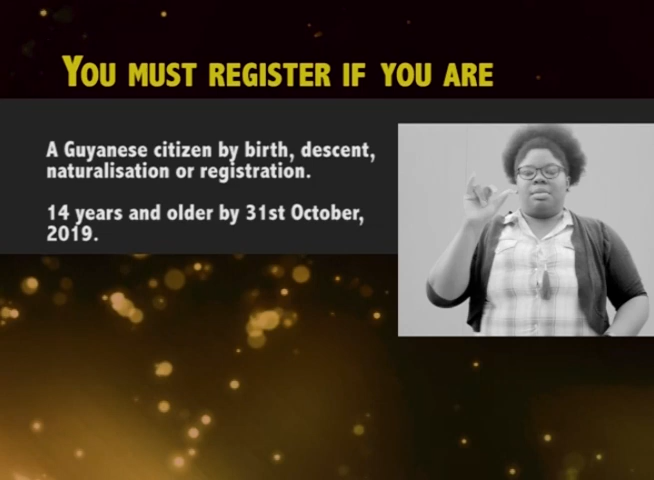 YOU MUST REGISTER IF YOU ARE
A Guyanese citizen by birth, descent,
naturalisation or registration.
14 years and older by 31st October,
2019.